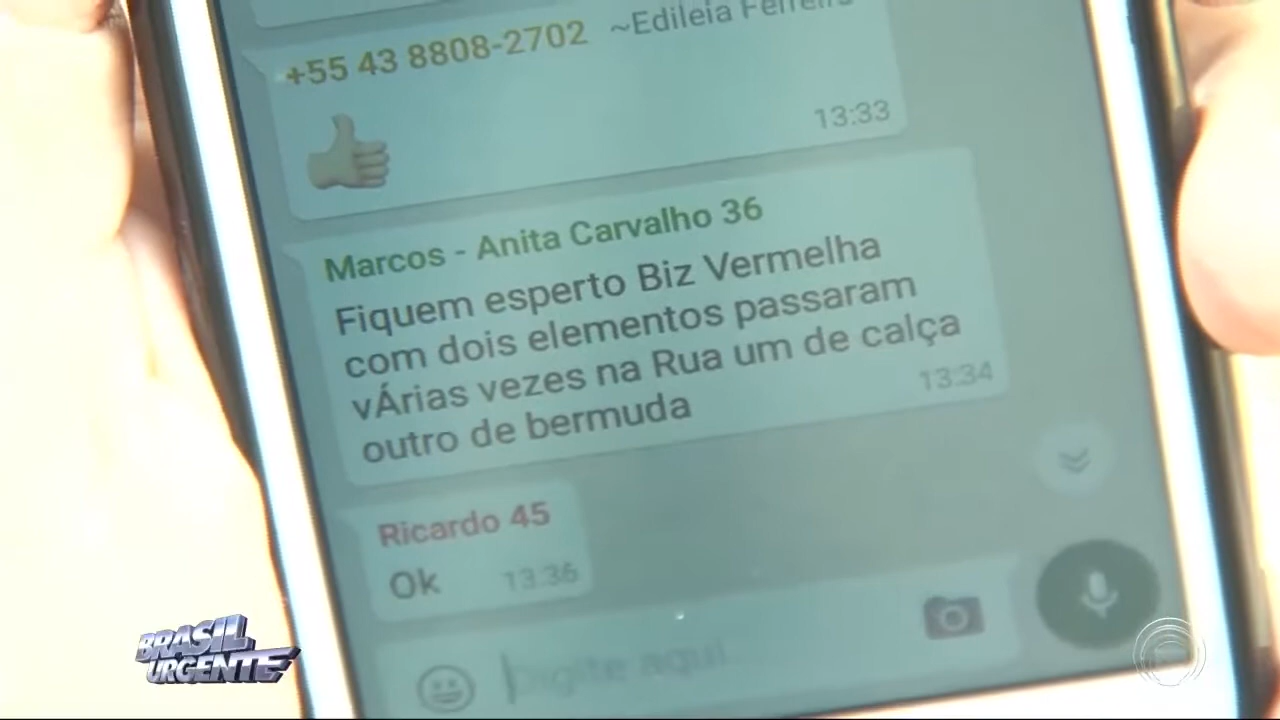 +55 43 8808-2702 ~Edileia Ferreira
13:33
Marcos - Anita Carvalho 36
Fiquem esperto Biz Vermelha
com dois elementos passaram
vÁrias vezes na Rua um de calça
outro de bermuda
13:34
Ricardo 45
Ok 13:36
Digite aqui...
BRASIL
URGENTE